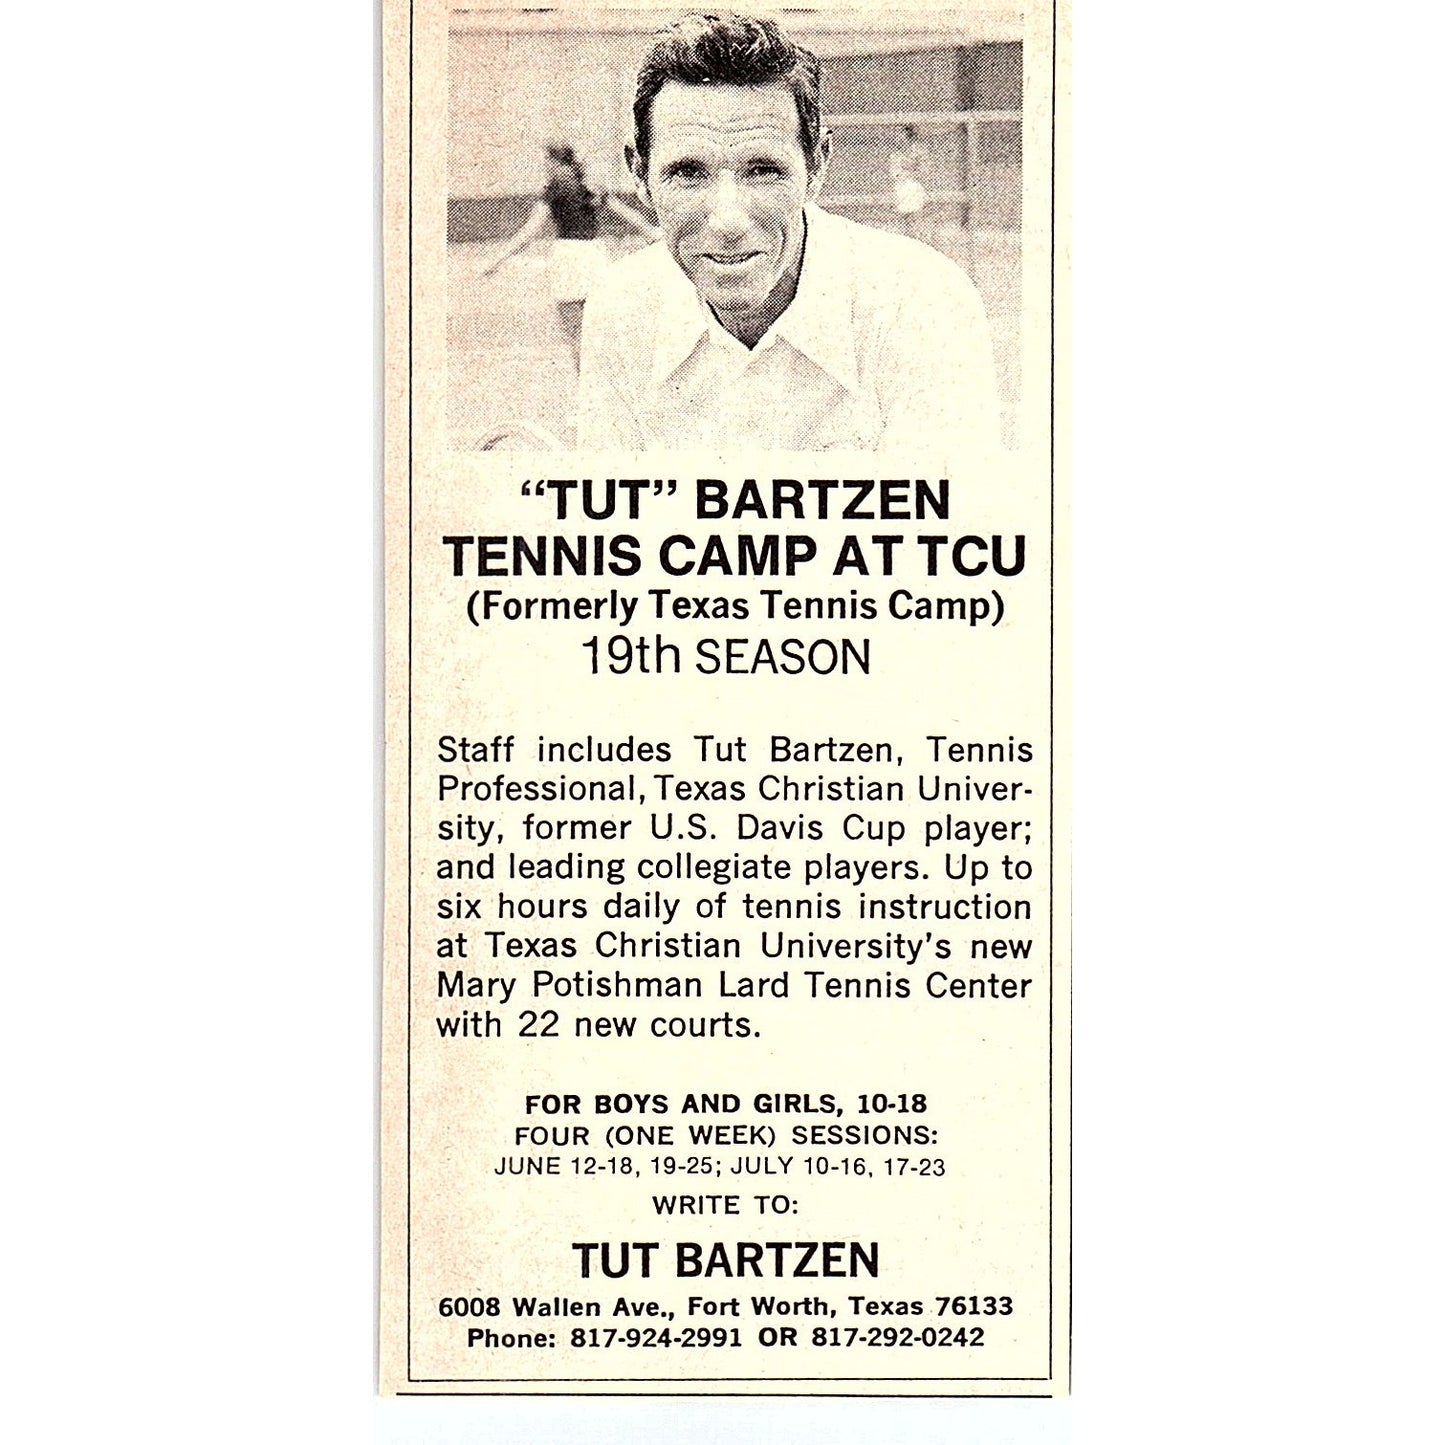 “TUT” BARTZEN
TENNIS CAMP AT TCU
(Formerly Texas Tennis Camp)
19th SEASON
Staff includes Tut Bartzen, Tennis
Professional, Texas Christian Univer-
sity, former U.S. Davis Cup player;
and leading collegiate players. Up to
six hours daily of tennis instruction
at Texas Christian University's new
Mary Potishman Lard Tennis Center
with 22 new courts.
FOR BOYS AND GIRLS, 10-18
FOUR (ONE WEEK) SESSIONS:
JUNE 12-18, 19-25; JULY 10-16, 17-23
WRITE TO:
TUT BARTZEN
6008 Wallen Ave., Fort Worth, Texas 76133
Phone: 817-924-2991 OR 817-292-0242